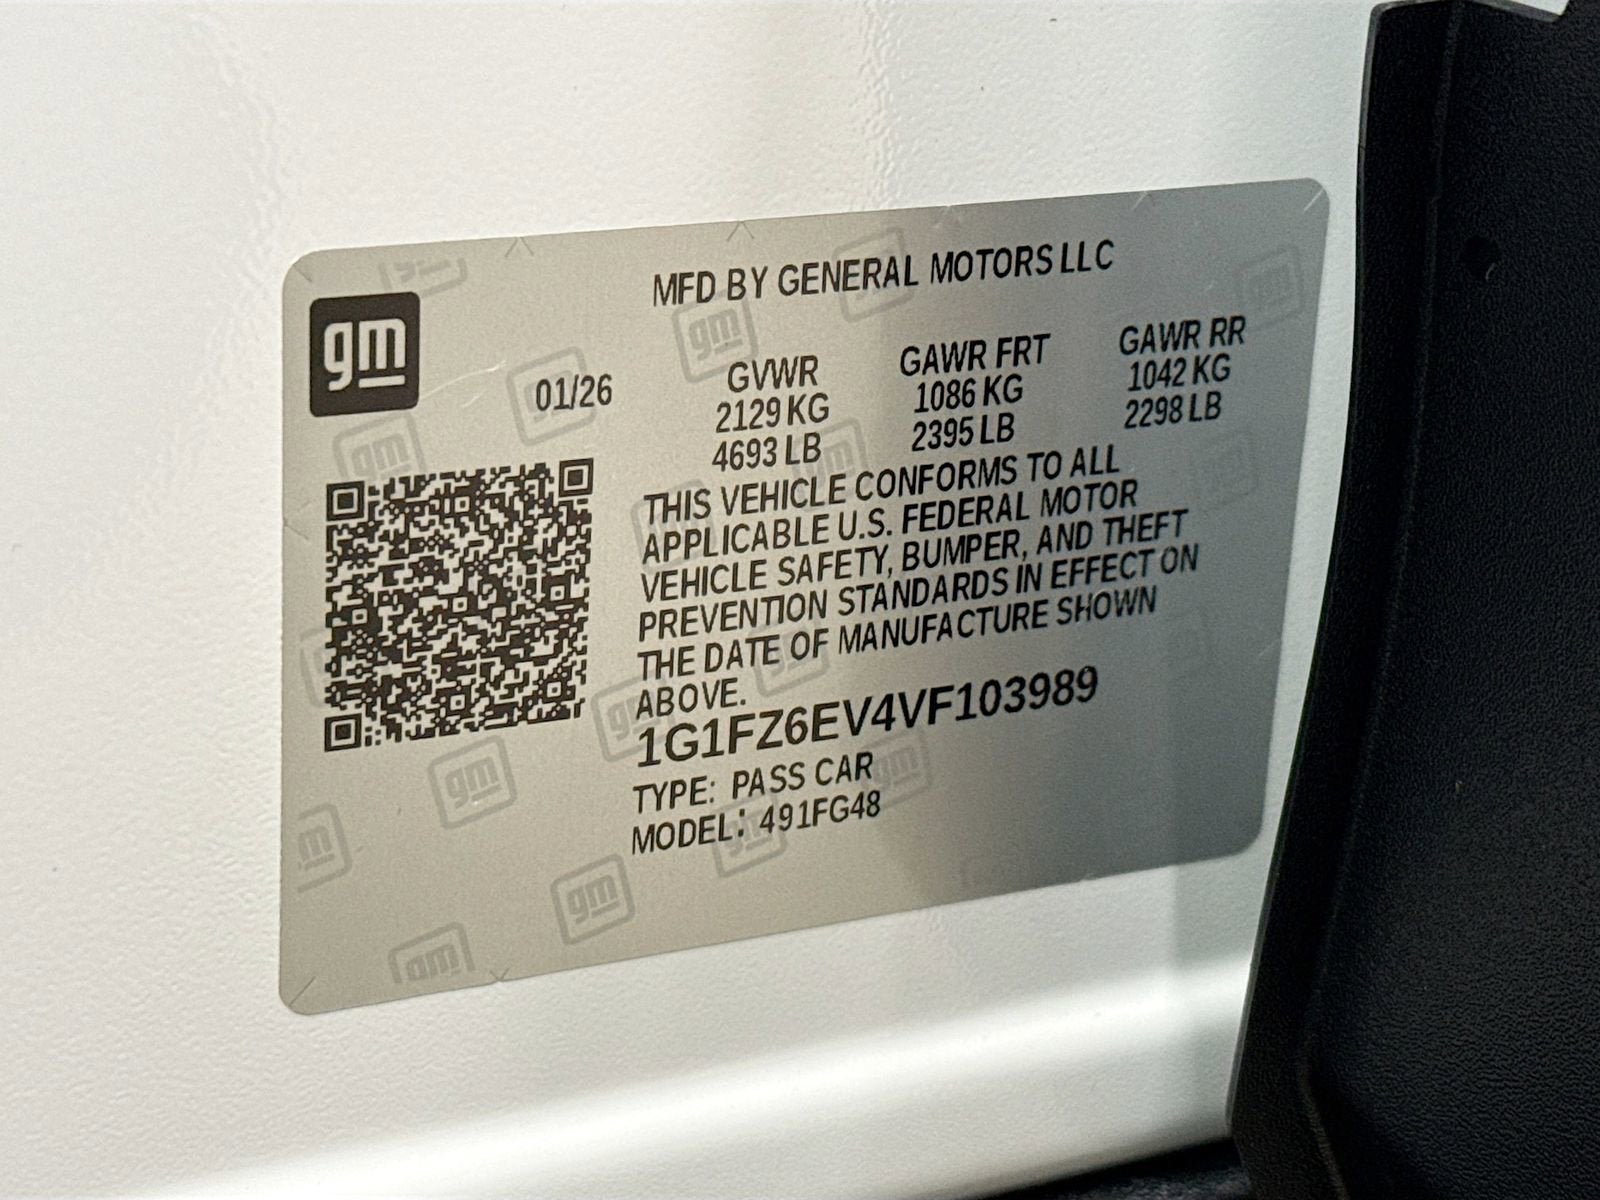 MFD BY GENERAL MOTORS LLC
gm
01/26
GVWR GAWR FRT GAWR RR
2129 KG 1086 KG 1042 KG
4693 LB 2395 LB 2298 LB
THIS VEHICLE CONFORMS TO ALL
APPLICABLE U.S. FEDERAL MOTOR
VEHICLE SAFETY, BUMPER, AND THEFT
PREVENTION STANDARDS IN EFFECT ON
THE DATE OF MANUFACTURE SHOWN
ABOVE.
1G1FZ6EV4VF103989
TYPE: PASS CAR
MODEL: 491FG48